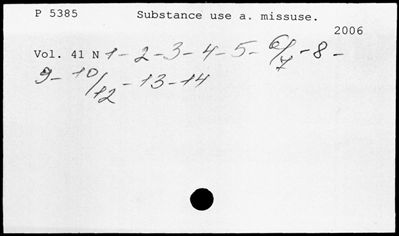 P 5385 Substance use a. missuse.
2006
Vol. 41 N 1-2-3-4-5-6/7-8-
9-10/12-13-14